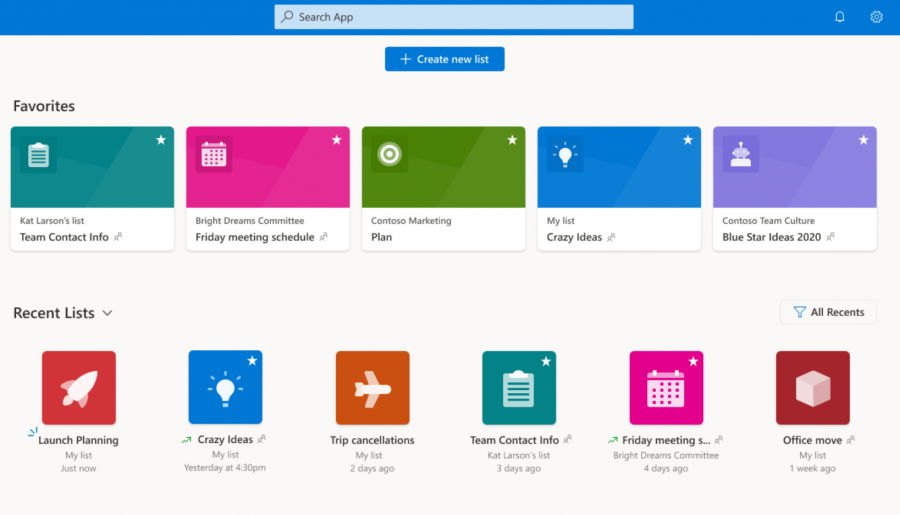 Search App
Create new list
Favorites
Kat Larson's list
Team Contact Info
Bright Dreams Committee
Friday meeting schedule
Contoso Marketing
Plan
My list
Crazy Ideas
Contoso Team Culture
Blue Star Ideas 2020
Recent Lists
All Recents
Launch Planning
My list
Just now
Crazy Ideas
My list
Yesterday at 4:30pm
Trip cancellations
My list
2 days ago
Team Contact Info
Kat Larson's list
3 days ago
Friday meeting s...
Bright Dreams Committee
4 days ago
Office move
My list
1 week ago